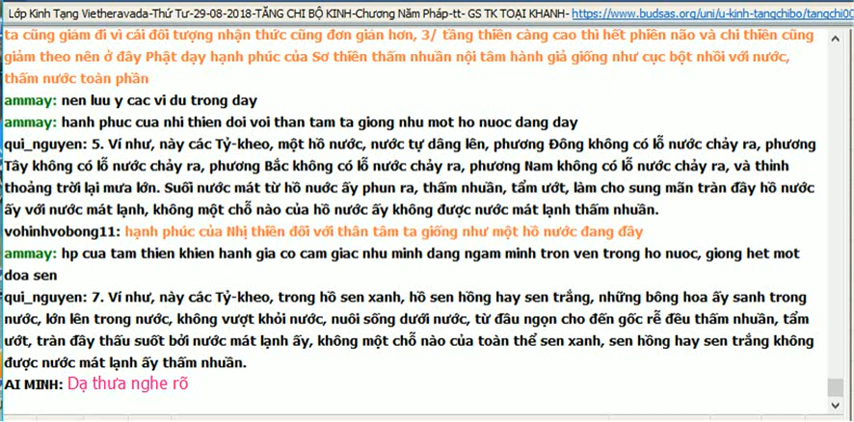 Lớp Kinh Tạng Vietheravada-Thứ Tư-29-08-2018-TĂNG CHI BỘ KINH-Chương Năm Pháp-tt- GS TK TOẠI KHANH- https://www.budsas.org/uni/u-kinh-tangchibo/tangchi0
ta cũng giảm đi vì cái đối tượng nhận thức cũng đơn giản hơn, 3/ tầng thiền càng cao thì hết phiền não và chi thiền cũng
giảm theo nên ở đây Phật dạy hạnh phúc của Sơ thiền thấm nhuần nội tâm hành giả giống như cục bột nhồi với nước,
thấm nước toàn phần
ammay: nen luu y cac vi du trong day
ammay: hanh phuc cua nhi thien doi voi than tam ta giong nhu mot ho nuoc dang day
qui_nguyen: 5. Ví như, này các Tỷ-kheo, một hồ nước, nước tự dâng lên, phương Đông không có lỗ nước chảy ra, phương
Tây không có lỗ nước chảy ra, phương Bắc không có lỗ nước chảy ra, phương Nam không có lỗ nước chảy ra, và thỉnh
thoảng trời lại mưa lớn. Suối nước mát từ hồ nước ấy phun ra, thấm nhuần, tẩm ướt, làm cho sung mãn tràn đầy hồ nước
ấy với nước mát lạnh, không một chỗ nào của hồ nước ấy không được nước mát lạnh thấm nhuần.
vohinhvobong11: hạnh phúc của Nhị thiền đối với thân tâm ta giống như một hồ nước đang đầy
ammay: hp cua tam thien khien hanh gia co cam giac nhu minh dang ngam minh tron ven trong ho nuoc, giong het mot
doa sen
qui_nguyen: 7. Ví như, này các Tỷ-kheo, trong hồ sen xanh, hồ sen hồng hay sen trắng, những bông hoa ấy sanh trong
nước, lớn lên trong nước, không vượt khỏi nước, nuôi sống dưới nước, từ đầu ngọn cho đến gốc rễ đều thấm nhuần, tẩm
ướt, tràn đầy thấu suốt bởi nước mát lạnh ấy, không một chỗ nào của toàn thể sen xanh, sen hồng hay sen trắng không
được nước mát lạnh ấy thấm nhuần.
AI MINH: Dạ thưa nghe rõ